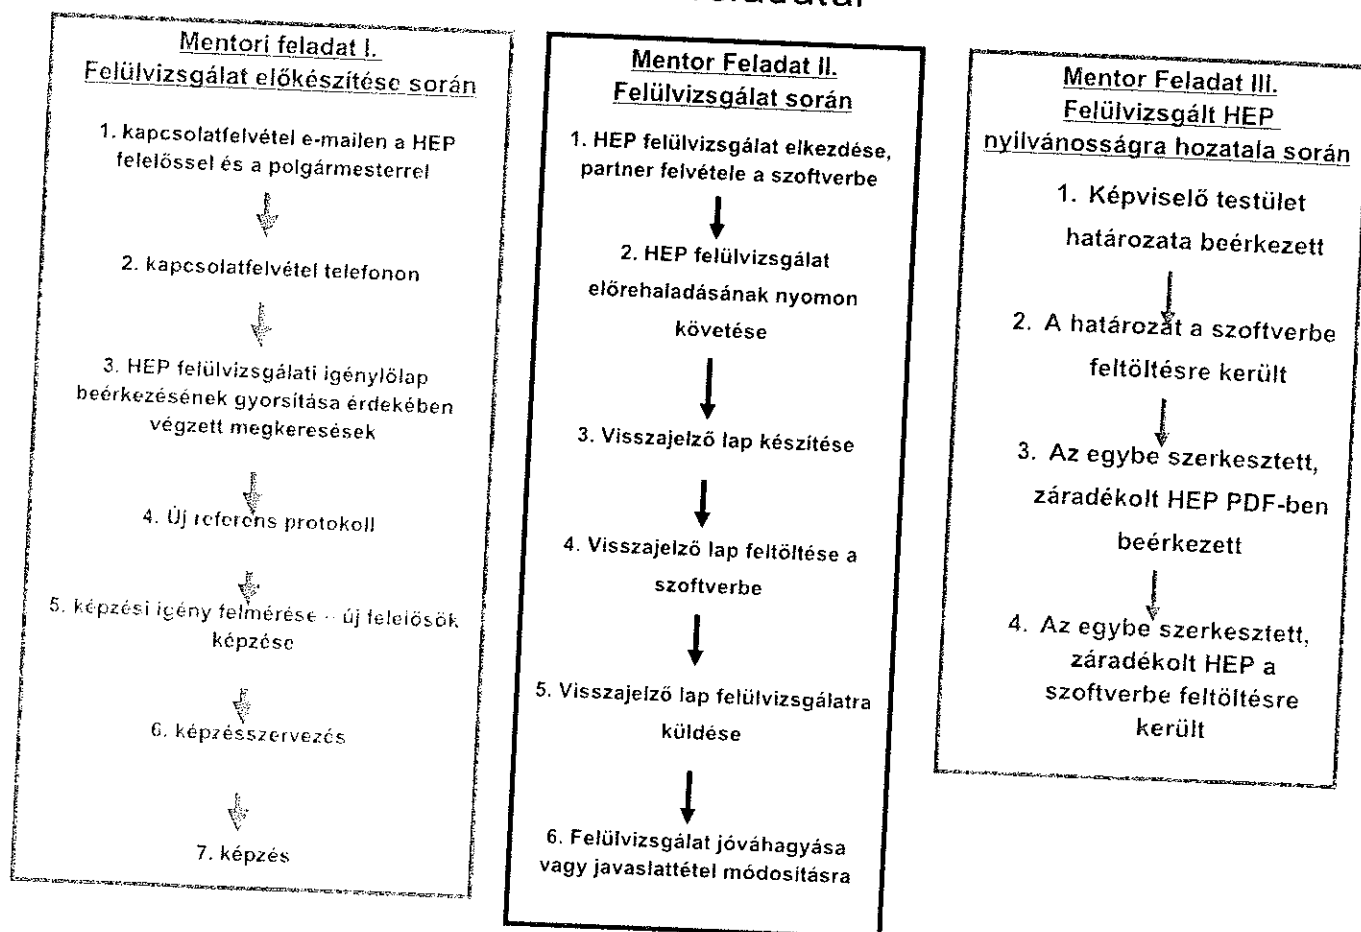 Mentori feladat I.
Felülvizsgálat előkészítése során
1. kapcsolatfelvétel e-mailen a HEP
felelőssel és a polgármesterrel
2. kapcsolatfelvétel telefonon
3. HEP felülvizsgálati igénylőlap
beérkezésének gyorsítása érdekében
végzett megkeresések
4. Új referens protokoll
5. képzési igény felmérése - új felelősök
képzése
6. képzésszervezés
7. képzés
Mentor Feladat II.
Felülvizsgálat során
1. HEP felülvizsgálat elkezdése,
partner felvétele a szoftverbe
2. HEP felülvizsgálat
előrehaladásának nyomon
követése
3. Visszajelző lap készítése
4. Visszajelző lap feltöltése a
szoftverbe
5. Visszajelző lap felülvizsgálatra
küldése
6. Felülvizsgálat jóváhagyása
vagy javaslattétel módosításra
Mentor Feladat III.
Felülvizsgált HEP
nyilvánosságra hozatala során
1. Képviselő testület
határozata beérkezett
2. A határozat a szoftverbe
feltöltésre került
3. Az egybe szerkesztett,
záradékolt HEP PDF-ben
beérkezett
4. Az egybe szerkesztett,
záradékolt HEP a
szoftverbe feltöltésre
került